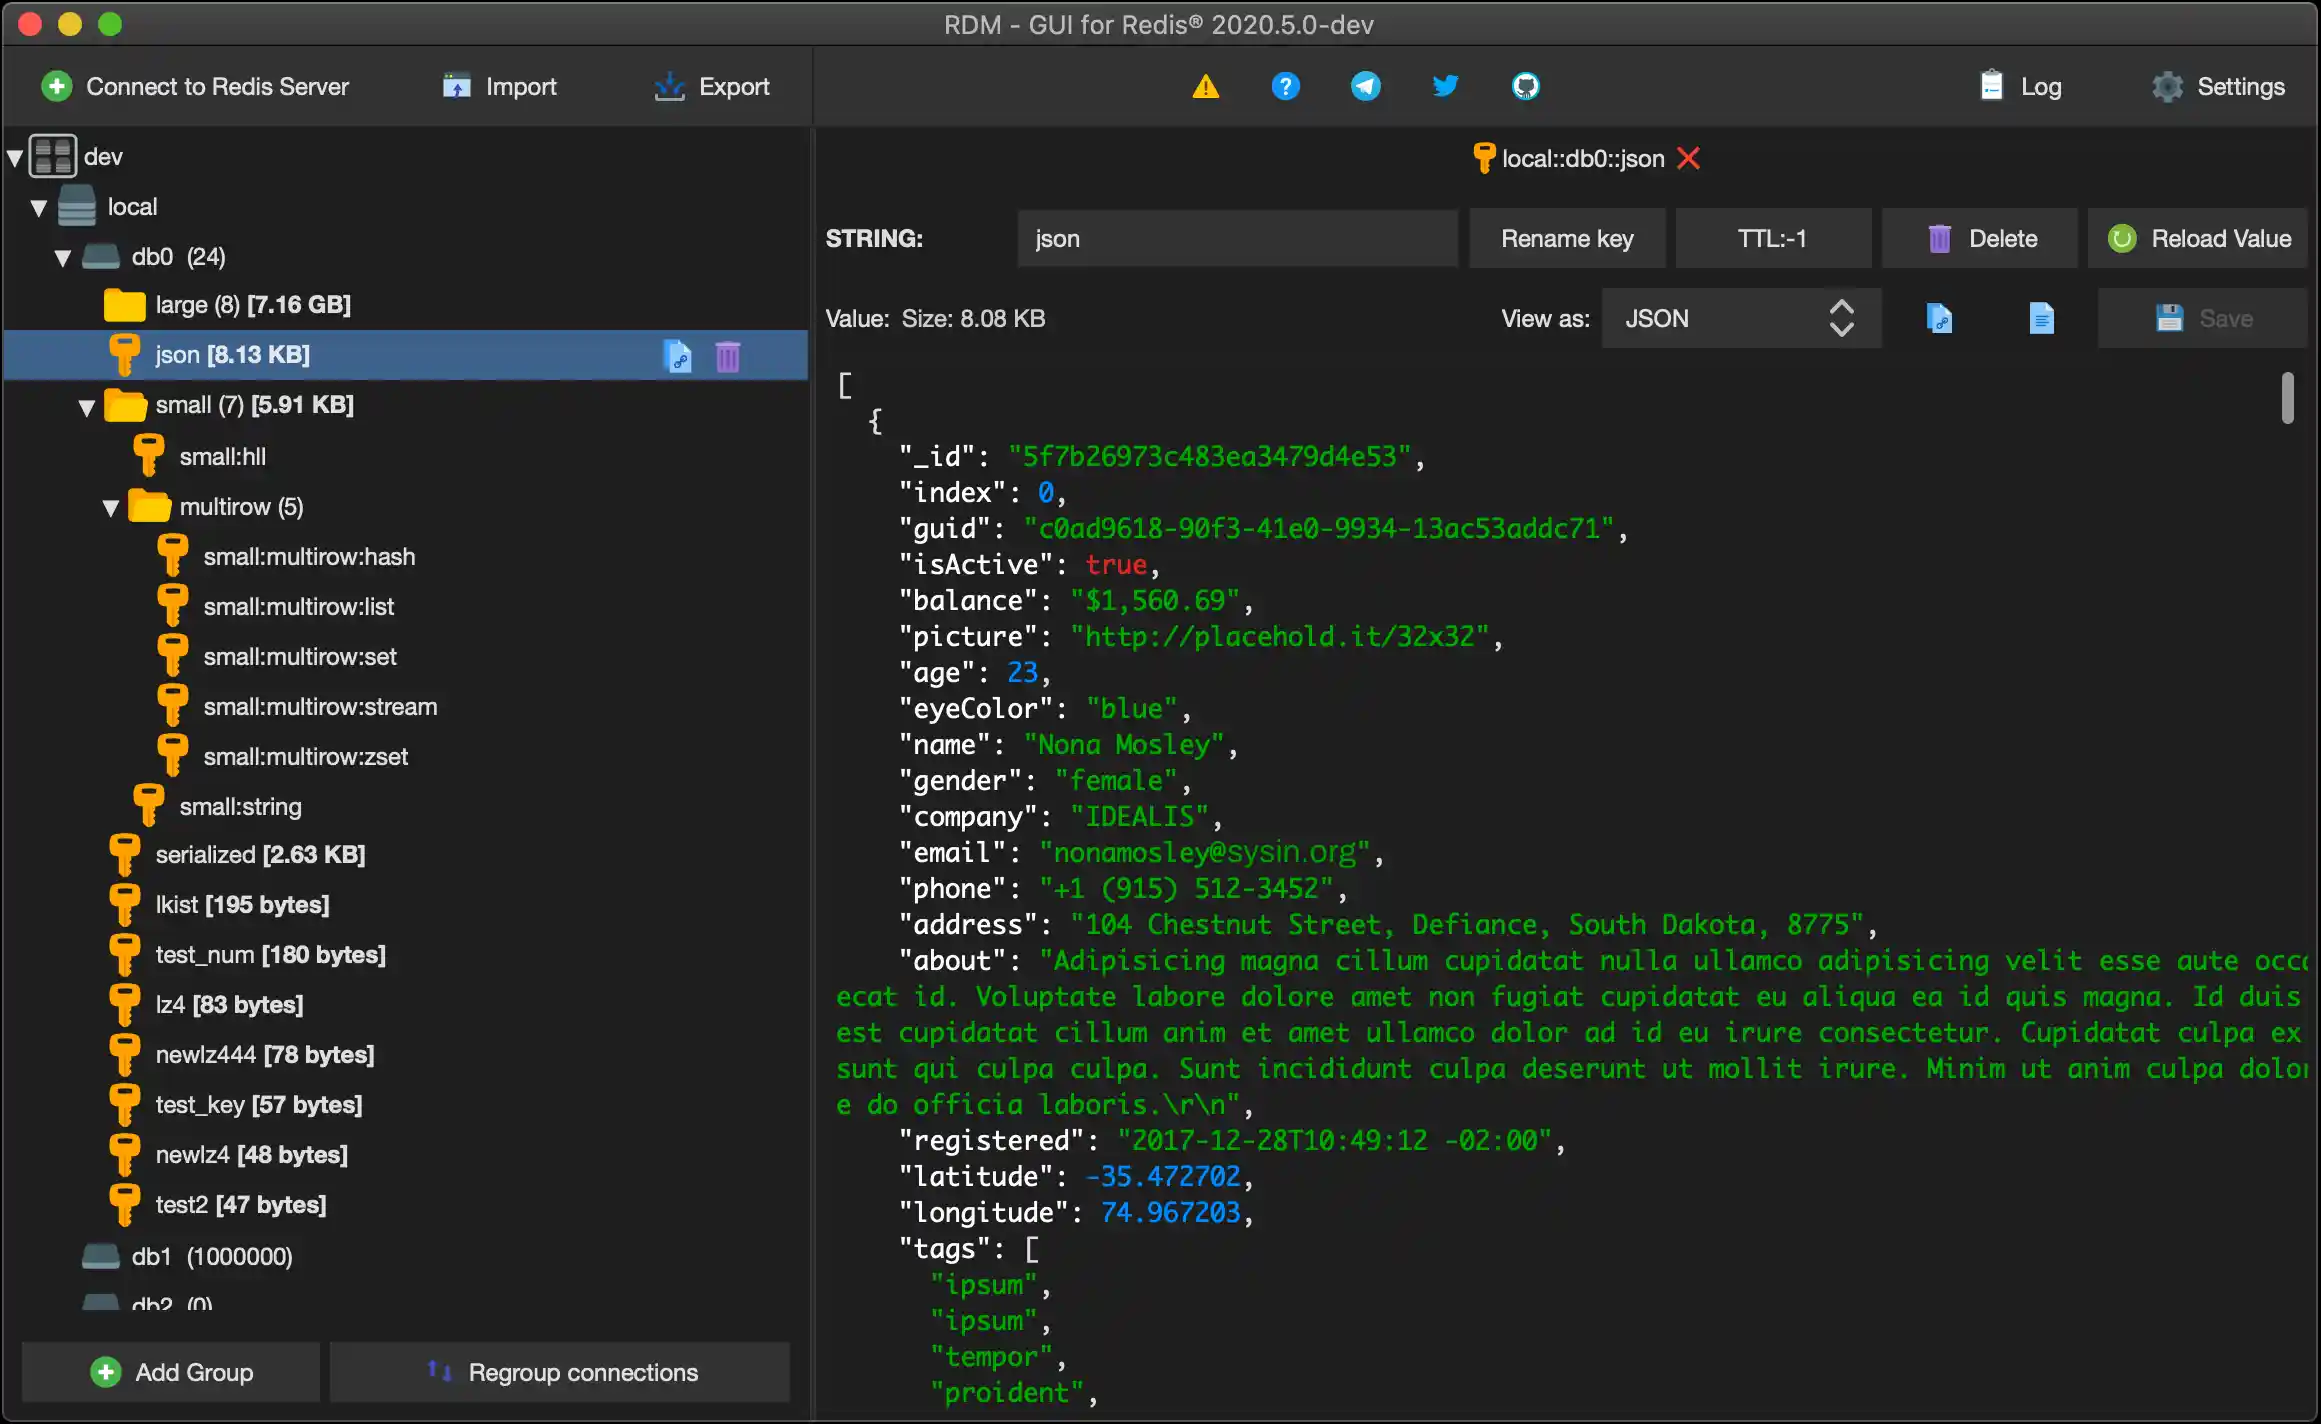 RDM - GUI for Redis® 2020.5.0-dev
Connect to Redis Server
Import
Export
Log
Settings
dev
local
db0 (24)
large (8) [7.16 GB]
json [8.13 KB]
small (7) [5.91 KB]
small:hll
multirow (5)
small:multirow:hash
small:multirow:list
small:multirow:set
small:multirow:stream
small:multirow:zset
small:string
serialized [2.63 KB]
lkist [195 bytes]
test_num [180 bytes]
lz4 [83 bytes]
newlz444 [78 bytes]
test_key [57 bytes]
newlz4 [48 bytes]
test2 [47 bytes]
db1 (1000000)
db2 (0)
Add Group
Regroup connections
local::db0::json
STRING:
json
Rename key
TTL:-1
Delete
Reload Value
Value: Size: 8.08 KB
View as:
JSON
Save
[
{
"_id": "5f7b26973c483ea3479d4e53",
"index": 0,
"guid": "c0ad9618-90f3-41e0-9934-13ac53addc71",
"isActive": true,
"balance": "$1,560.69",
"picture": "http://placehold.it/32x32",
"age": 23,
"eyeColor": "blue",
"name": "Nona Mosley",
"gender": "female",
"company": "IDEALIS",
"email": "nonamosley@sysin.org",
"phone": "+1 (915) 512-3452",
"address": "104 Chestnut Street, Defiance, South Dakota, 8775",
"about": "Adipisicing magna cillum cupidatat nulla ullamco adipisicing velit esse aute occa
ecat id. Voluptate labore dolore amet non fugiat cupidatat eu aliqua ea id quis magna. Id duis
est cupidatat cillum anim et amet ullamco dolor ad id eu irure consectetur. Cupidatat culpa ex
sunt qui culpa culpa. Sunt incididunt culpa deserunt ut mollit irure. Minim ut anim culpa dolor
e do officia laboris.\r\n",
"registered": "2017-12-28T10:49:12 -02:00",
"latitude": -35.472702,
"longitude": 74.967203,
"tags": [
"ipsum",
"ipsum",
"tempor",
"proident",